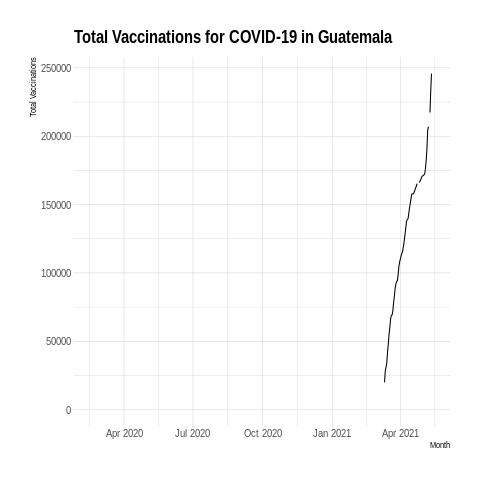 Total Vaccinations for COVID-19 in Guatemala
Total Vaccinations
250000
200000
150000
100000
50000
0
Apr 2020 Jul 2020 Oct 2020 Jan 2021 Apr 2021
Month